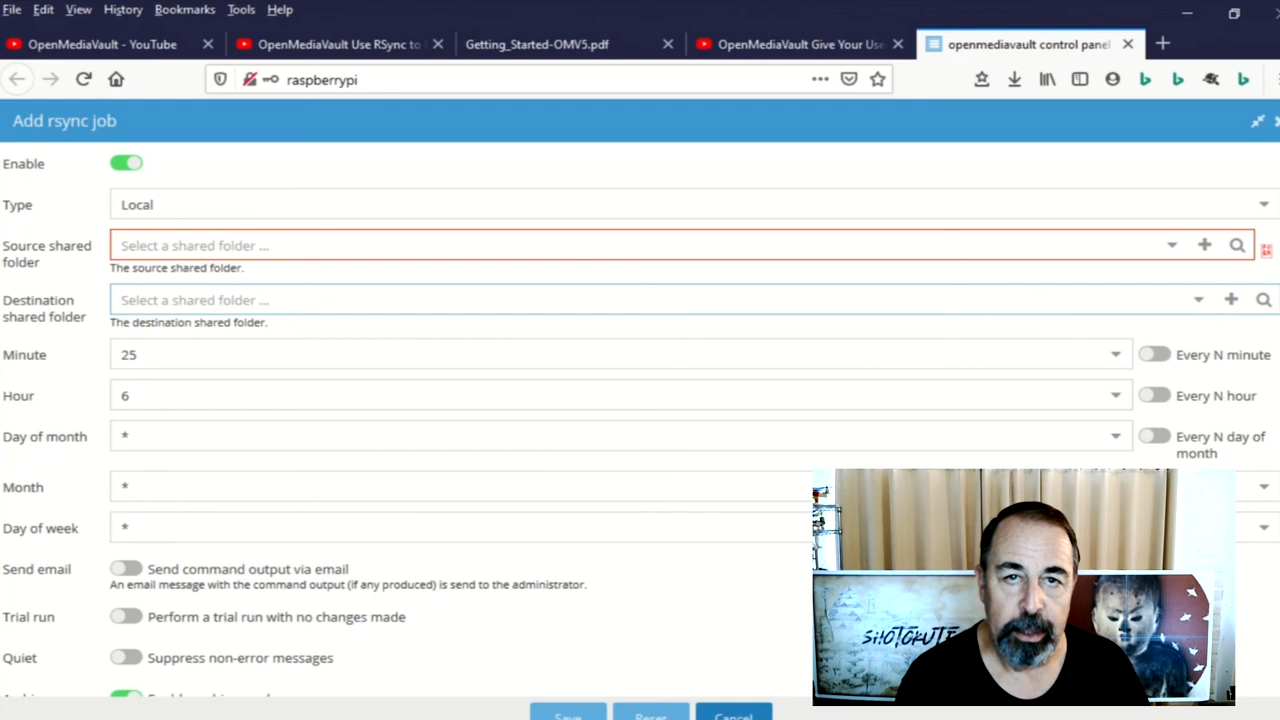 File Edit View History Bookmarks Tools Help
OpenMediaVault - YouTube OpenMediaVault Use RSync to Getting_Started-OMV5.pdf OpenMediaVault Give Your Use openmediavault control panel
raspberrypi
Add rsync job
Enable
Type Local
Source shared folder Select a shared folder ...
The source shared folder.
Destination shared folder Select a shared folder ...
The destination shared folder.
Minute 25 Every N minute
Hour 6 Every N hour
Day of month * Every N day of month
Month *
Day of week *
Send email Send command output via email
An email message with the command output (if any produced) is send to the administrator.
Trial run Perform a trial run with no changes made
Quiet Suppress non-error messages
SHOTOKUTE
Save Reset Cancel